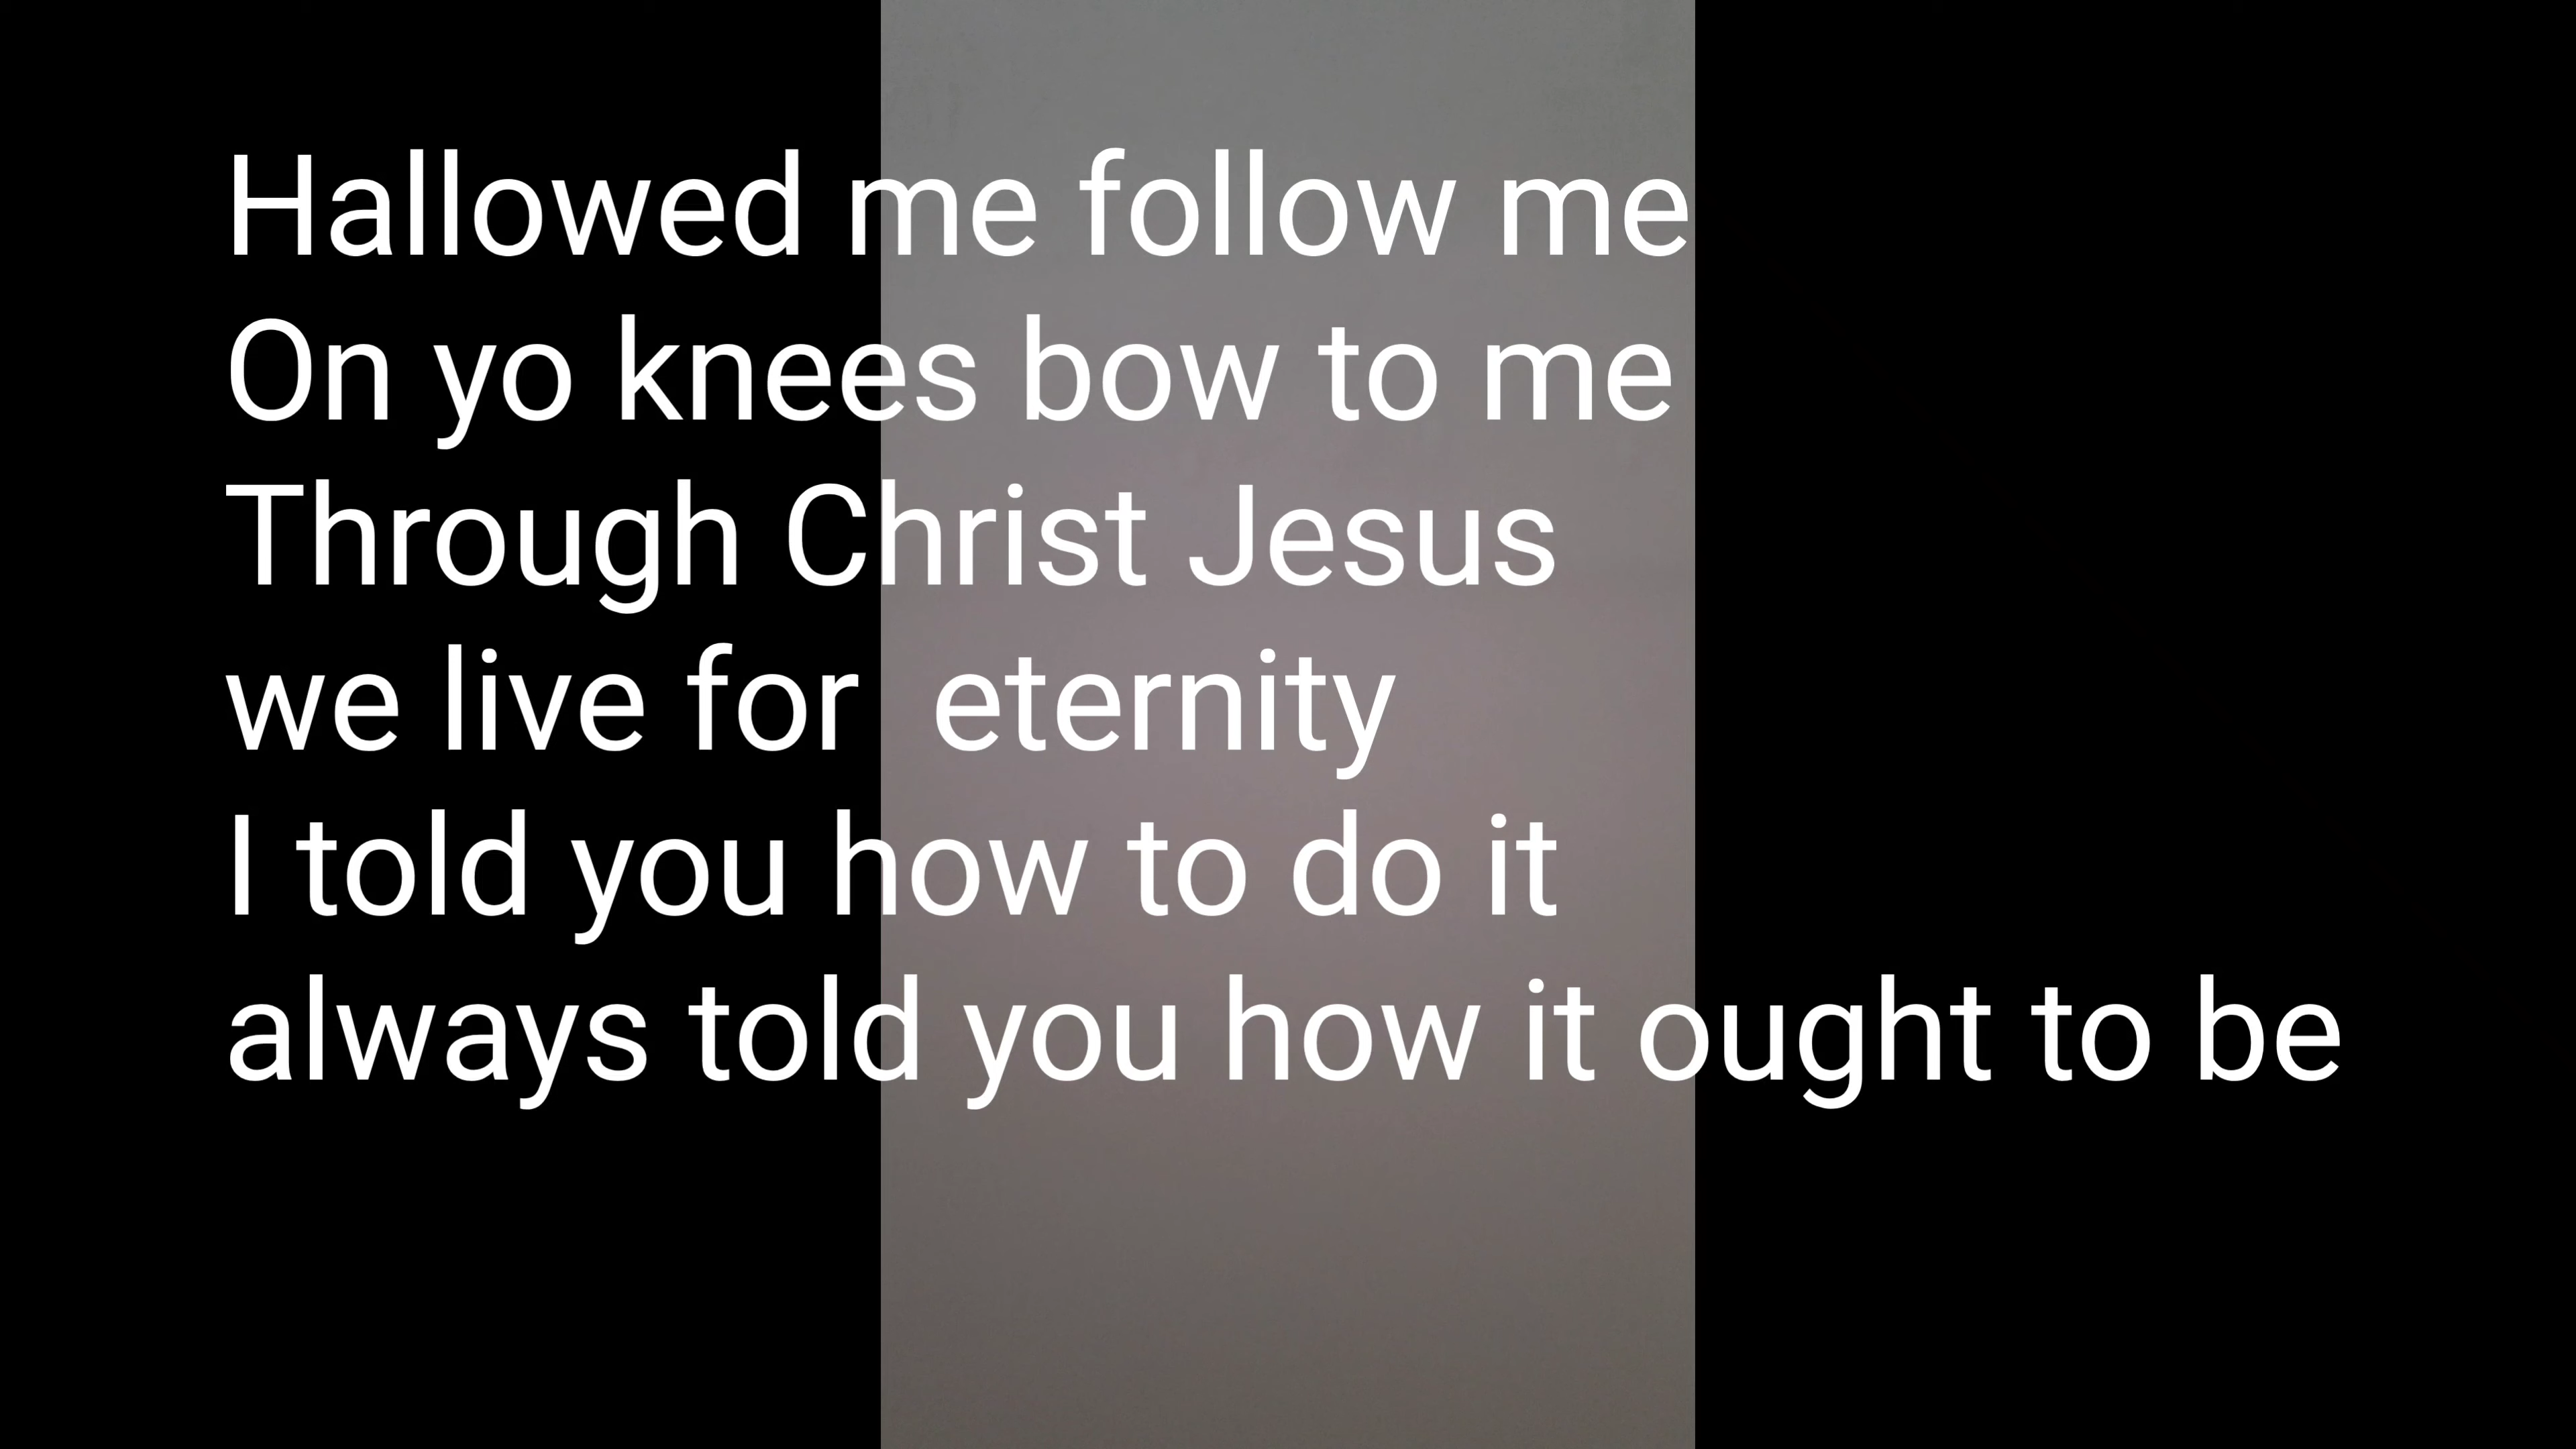 Hallowed me follow me
On yo knees bow to me
Through Christ Jesus
we live for  eternity
I told you how to do it
always told you how it ought to be